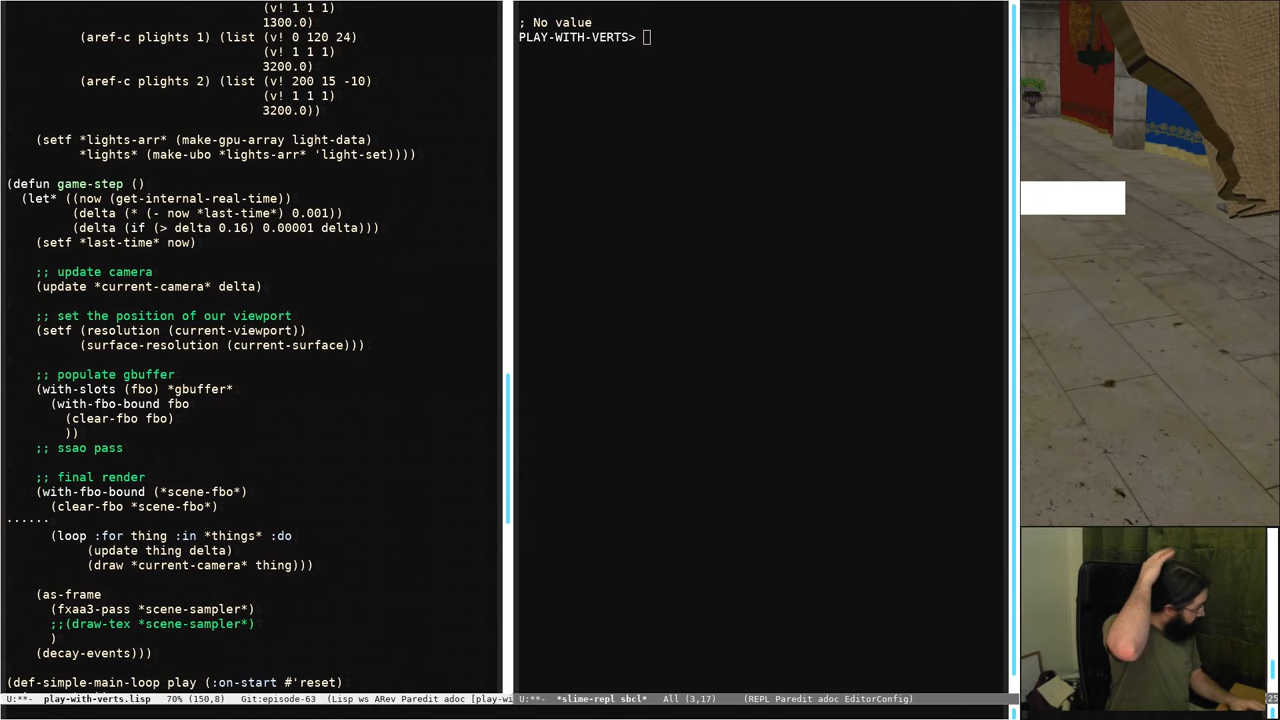 (v! 1 1 1)
1300.0)
(aref-c plights 1) (list (v! 0 120 24)
(v! 1 1 1)
3200.0)
(aref-c plights 2) (list (v! 200 15 -10)
(v! 1 1 1)
3200.0))
(setf *lights-arr* (make-gpu-array light-data)
*lights* (make-ubo *lights-arr* 'light-set))))
(defun game-step ()
(let* ((now (get-internal-real-time))
(delta (* (- now *last-time*) 0.001))
(delta (if (> delta 0.16) 0.00001 delta)))
(setf *last-time* now)
;; update camera
(update *current-camera* delta)
;; set the position of our viewport
(setf (resolution (current-viewport))
(surface-resolution (current-surface)))
;; populate gbuffer
(with-slots (fbo) *gbuffer*
(with-fbo-bound fbo
(clear-fbo fbo)
))
;; ssao pass
;; final render
(with-fbo-bound (*scene-fbo*)
(clear-fbo *scene-fbo*)
······
(loop :for thing :in *things* :do
(update thing delta)
(draw *current-camera* thing)))
(as-frame
(fxaa3-pass *scene-sampler*)
;;(draw-tex *scene-sampler*)
)
(decay-events)))
(def-simple-main-loop play (:on-start #'reset)
U:**- play-with-verts.lisp 70% (150,8) Git:episode-63 (Lisp ws ARev Paredit adoc [play-wi
; No value
PLAY-WITH-VERTS>
U:**- *slime-repl sbcl* All (3,17) (REPL Paredit adoc EditorConfig)